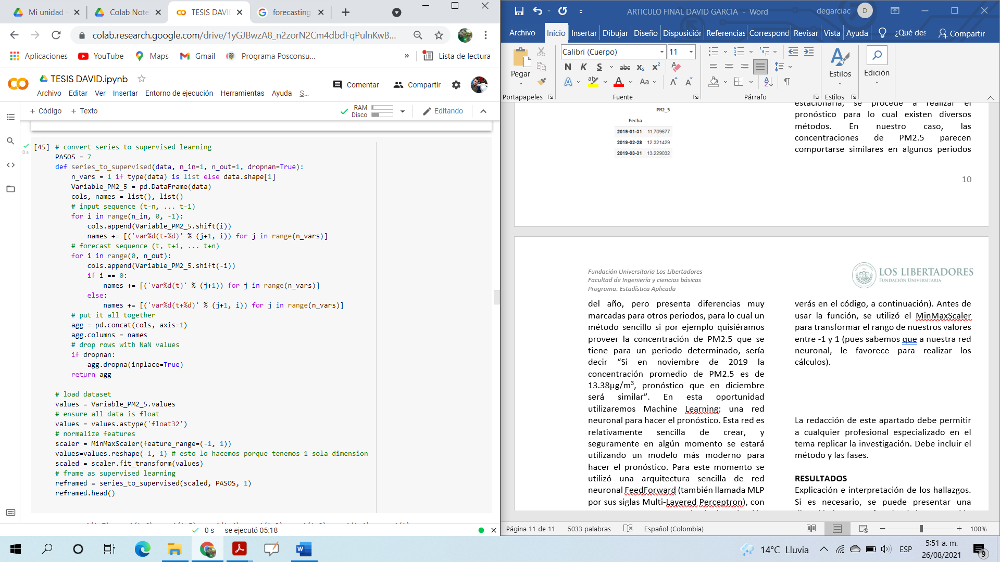 Mi unidad -
Colab Note
TESIS DAVI
forecasting
colab.research.google.com/drive/1yGJBwzA8_n2zorN2Cm4dbdFqPulnKwB...
Aplicaciones
YouTube
Maps
Gmail
Programa Posconsu...
»
Lista de lectura
TESIS DAVID.ipynb
Comentar
Compartir
Archivo Editar Ver Insertar Entorno de ejecución Herramientas Ayuda S...
+ Código + Texto
RAM
Disco
Editando
0 s
[45] # convert series to supervised learning
PASOS = 7
def series_to_supervised(data, n_in=1, n_out=1, dropnan=True):
n_vars = 1 if type(data) is list else data.shape[1]
Variable_PM2_5 = pd.DataFrame(data)
cols, names = list(), list()
# input sequence (t-n, ... t-1)
for i in range(n_in, 0, -1):
cols.append(Variable_PM2_5.shift(i))
names += [('var%d(t-%d)' % (j+1, i)) for j in range(n_vars)]
# forecast sequence (t, t+1, ... t+n)
for i in range(0, n_out):
cols.append(Variable_PM2_5.shift(-i))
if i == 0:
names += [('var%d(t)' % (j+1)) for j in range(n_vars)]
else:
names += [('var%d(t+%d)' % (j+1, i)) for j in range(n_vars)]
# put it all together
agg = pd.concat(cols, axis=1)
agg.columns = names
# drop rows with NaN values
if dropnan:
agg.dropna(inplace=True)
return agg
# load dataset
values = Variable_PM2_5.values
# ensure all data is float
values = values.astype('float32')
# normalize features
scaler = MinMaxScaler(feature_range=(-1, 1))
values=values.reshape(-1, 1) # esto lo hacemos porque tenemos 1 sola dimension
scaled = scaler.fit_transform(values)
# frame as supervised learning
reframed = series_to_supervised(scaled, PASOS, 1)
reframed.head()
0 s se ejecutó 05:18
ARTICULO FINAL DAVID GARCIA - Word
degarciac
D
Archivo Inicio Insertar Dibujar Diseño Disposiciór Referencias Correspond Revisar Vista Ayuda ¿Qué des Compartir
Pegar
Calibri (Cuerpo) 11
N K S abc x₂ x²
A ab A Aa A A
Estilos
Edición
Portapapeles Fuente Párrafo Estilos
PM2_5
Fecha
2019-01-31 11.709677
2019-02-28 12.321429
2019-03-31 13.229032
estacionaria, se procede a realizar el
pronóstico para lo cual existen diversos
métodos. En nuestro caso, las
concentraciones de PM2.5 parecen
comportarse similares en algunos periodos
10
Fundación Universitaria Los Libertadores
Facultad de Ingeniería y ciencias básicas
Programa: Estadística Aplicada
LOS LIBERTADORES
FUNDACIÓN UNIVERSITARIA
del año, pero presenta diferencias muy
marcadas para otros periodos, para lo cual un
método sencillo si por ejemplo quisiéramos
proveer la concentración de PM2.5 que se
tiene para un periodo determinado, sería
decir “Si en noviembre de 2019 la
concentración promedio de PM2.5 es de
13.38µg/m³, pronóstico que en diciembre
será similar”. En esta oportunidad
utilizaremos Machine Learning: una red
neuronal para hacer el pronóstico. Esta red es
relativamente sencilla de crear, y
seguramente en algún momento se estará
utilizando un modelo más moderno para
hacer el pronóstico. Para este momento se
utilizó una arquitectura sencilla de red
neuronal FeedForward (también llamada MLP
por sus siglas Multi-Layered Perceptron), con
verás en el código, a continuación). Antes de
usar la función, se utilizó el MinMaxScaler
para transformar el rango de nuestros valores
entre -1 y 1 (pues sabemos que a nuestra red
neuronal, le favorece para realizar los
cálculos).
La redacción de este apartado debe permitir
a cualquier profesional especializado en el
tema replicar la investigación. Debe incluir el
método y las fases.
RESULTADOS
Explicación e interpretación de los hallazgos.
Si es necesario, se puede presentar una
Página 11 de 11 5033 palabras Español (Colombia) 100%
14°C Lluvia
ESP
5:51 a. m.
26/08/2021
9